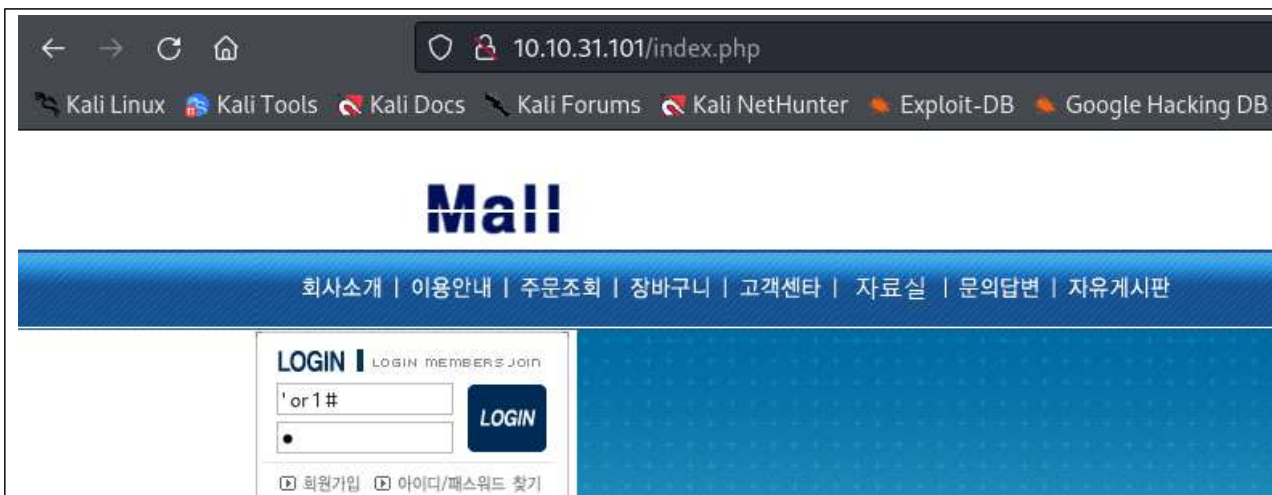 10.10.31.101/index.php
Kali Linux Kali Tools Kali Docs Kali Forums Kali NetHunter Exploit-DB Google Hacking DB
Mall
회사소개 | 이용안내 | 주문조회 | 장바구니 | 고객센타 | 자료실 | 문의답변 | 자유게시판
LOGIN LOGIN MEMBERS JOIN
' or 1 #
LOGIN
●
회원가입 아이디/패스워드 찾기